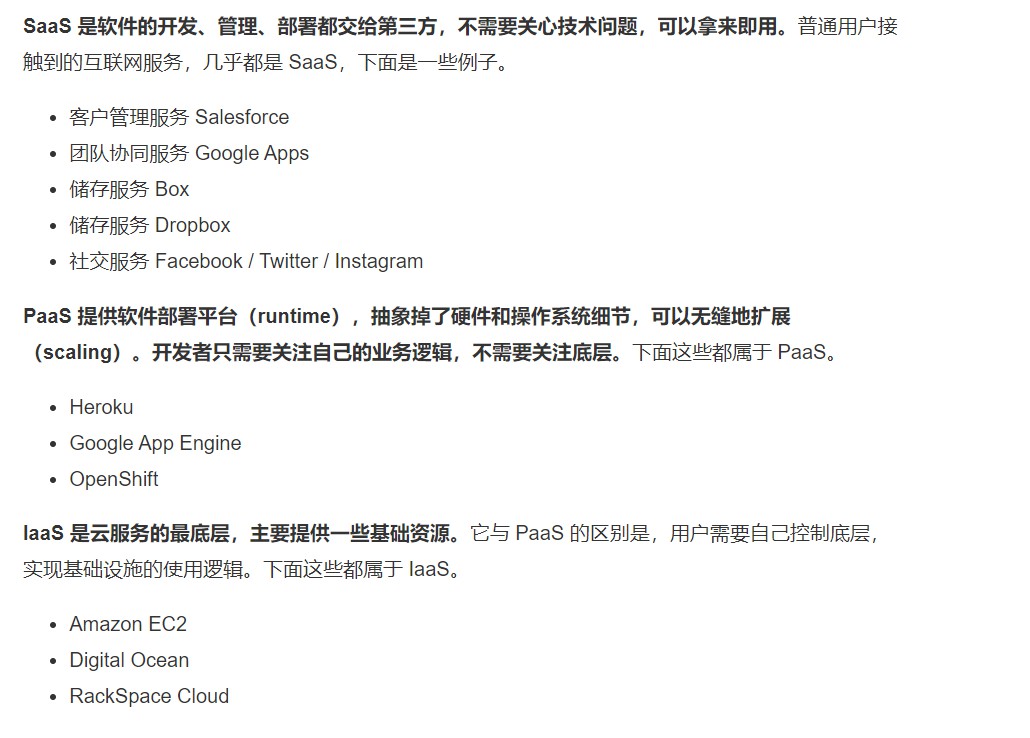 SaaS 是软件的开发、管理、部署都交给第三方，不需要关心技术问题，可以拿来即用。普通用户接
触到的互联网服务，几乎都是 SaaS，下面是一些例子。
• 客户管理服务 Salesforce
• 团队协同服务 Google Apps
• 储存服务 Box
• 储存服务 Dropbox
• 社交服务 Facebook / Twitter / Instagram
PaaS 提供软件部署平台（runtime），抽象掉了硬件和操作系统细节，可以无缝地扩展
（scaling）。开发者只需要关注自己的业务逻辑，不需要关注底层。下面这些都属于 PaaS。
• Heroku
• Google App Engine
• OpenShift
IaaS 是云服务的最底层，主要提供一些基础资源。它与 PaaS 的区别是，用户需要自己控制底层，
实现基础设施的使用逻辑。下面这些都属于 IaaS。
• Amazon EC2
• Digital Ocean
• RackSpace Cloud